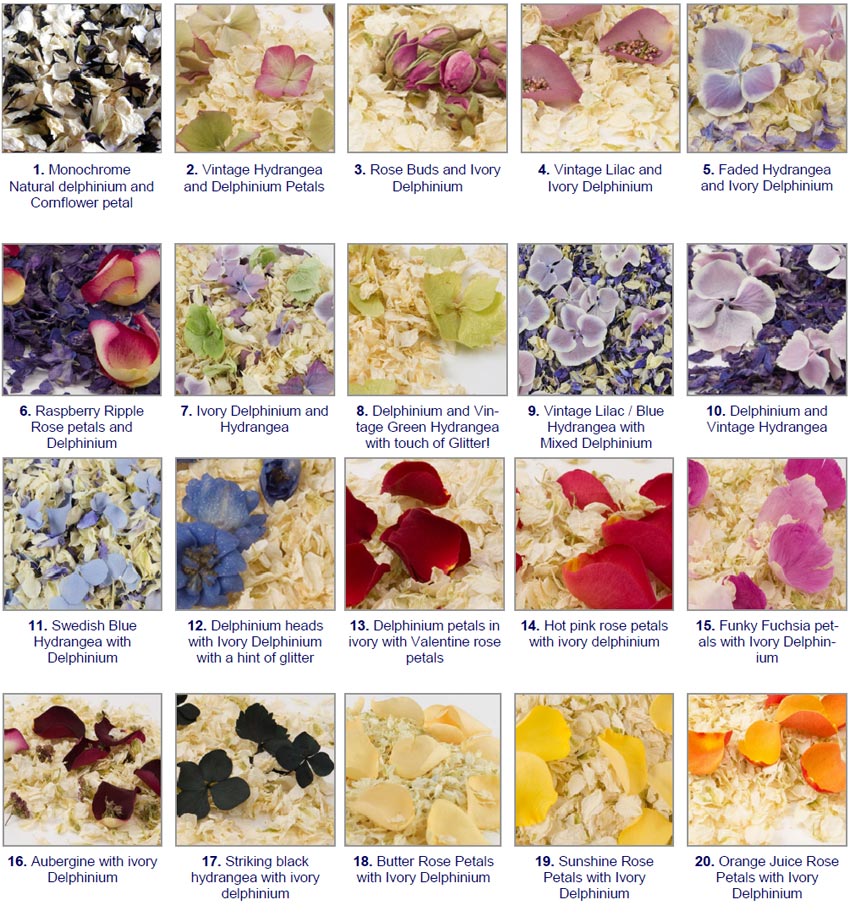 1. Monochrome
Natural delphinium and
Cornflower petal
2. Vintage Hydrangea
and Delphinium Petals
3. Rose Buds and Ivory
Delphinium
4. Vintage Lilac and
Ivory Delphinium
5. Faded Hydrangea
and Ivory Delphinium
6. Raspberry Ripple
Rose petals and
Delphinium
7. Ivory Delphinium and
Hydrangea
8. Delphinium and Vin-
tage Green Hydrangea
with touch of Glitter!
9. Vintage Lilac / Blue
Hydrangea with
Mixed Delphinium
10. Delphinium and
Vintage Hydrangea
11. Swedish Blue
Hydrangea with
Delphinium
12. Delphinium heads
with Ivory Delphinium
with a hint of glitter
13. Delphinium petals in
ivory with Valentine rose
petals
14. Hot pink rose petals
with ivory delphinium
15. Funky Fuchsia pet-
als with Ivory Delphin-
ium
16. Aubergine with ivory
Delphinium
17. Striking black
hydrangea with ivory
delphinium
18. Butter Rose Petals
with Ivory Delphinium
19. Sunshine Rose
Petals with Ivory
Delphinium
20. Orange Juice Rose
Petals with Ivory
Delphinium